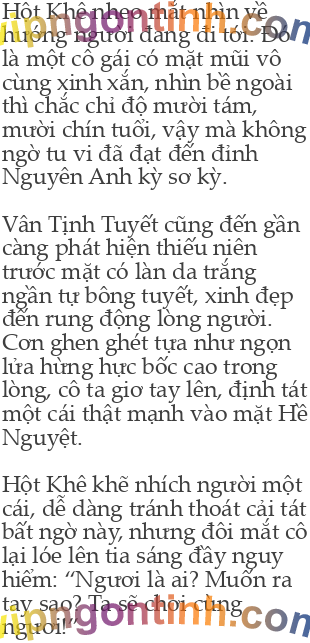 Hột Khê nheo mắt nhìn về
hướng người đang đi tới. Đó
là một cô gái có mặt mũi vô
cùng xinh xắn, nhìn bề ngoài
thì chắc chỉ độ mười tám,
mười chín tuổi, vậy mà không
ngờ tu vi đã đạt đến đỉnh
Nguyên Anh kỳ sơ kỳ.
Vân Tịnh Tuyết cũng đến gần
càng phát hiện thiếu niên
trước mặt có làn da trắng
ngần tự bông tuyết, xinh đẹp
đến rung động lòng người.
Cơn ghen ghét tựa như ngọn
lửa hừng hực bốc cao trong
lòng, cô ta giơ tay lên, định tát
một cái thật mạnh vào mặt Hề
Nguyệt.
Hột Khê khẽ nhích người một
cái, dễ dàng tránh thoát cái tát
bất ngờ này, nhưng đôi mắt cô
lại lóe lên tia sáng đầy nguy
hiểm: “Ngươi là ai? Muốn ra
tay sao? Ta sẽ chơi cùng
ngươi!”
vipngontinh.com
vipngontinh.com
vipngontinh.com